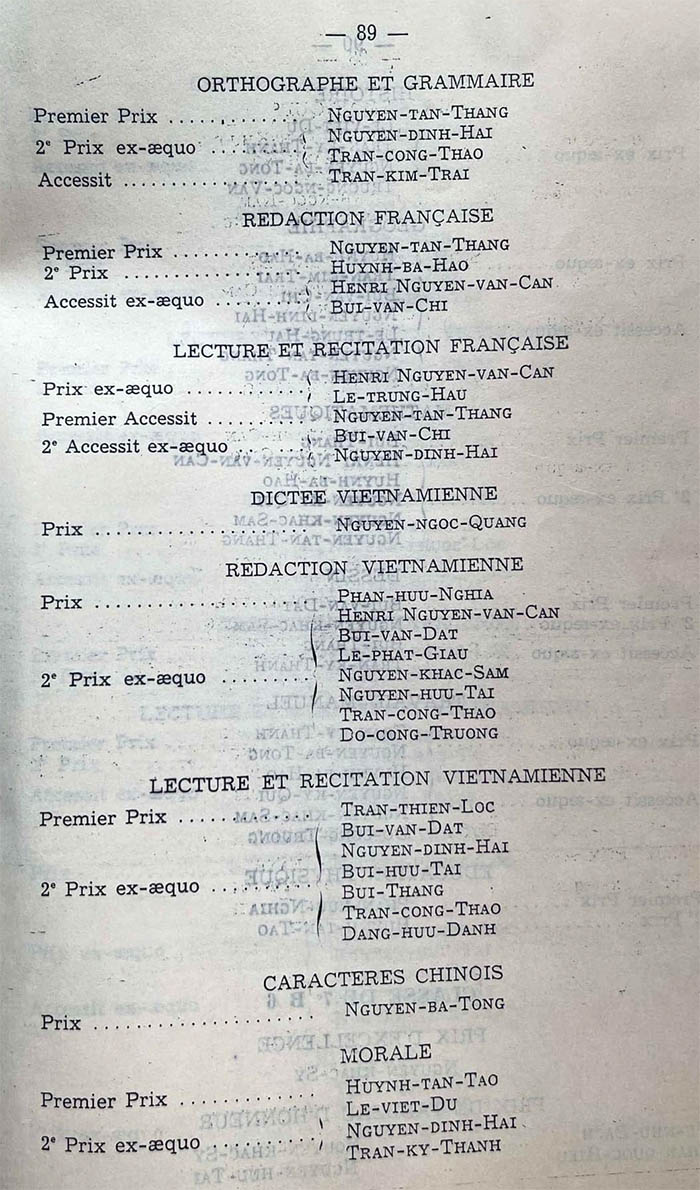 — 89 —
ORTHOGRAPHE ET GRAMMAIRE
Premier Prix .......... NGUYEN-TAN-THANG
2e Prix ex-æquo ...... NGUYEN-DINH-HAI
TRAN-CONG-THAO
Accessit .............. TRAN-KIM-TRAI
REDACTION FRANÇAISE
Premier Prix .......... NGUYEN-TAN-THANG
2e Prix .............. HUYNH-BA-HAO
Accessit ex-æquo ...... HENRI NGUYEN-VAN-CAN
BUI-VAN-CHI
LECTURE ET RECITATION FRANÇAISE
Prix ex-æquo .......... HENRI NGUYEN-VAN-CAN
LE-TRUNG-HAU
Premier Accessit ...... NGUYEN-TAN-THANG
2e Accessit ex-æquo .... BUI-VAN-CHI
NGUYEN-DINH-HAI
DICTEE VIETNAMIENNE
Prix .................. NGUYEN-NGOC-QUANG
REDACTION VIETNAMIENNE
Prix .................. PHAN-HUU-NGHIA
HENRI NGUYEN-VAN-CAN
BUI-VAN-DAT
LE-PHAT-GIAU
2e Prix ex-æquo ...... NGUYEN-KHAC-SAM
NGUYEN-HUU-TAI
TRAN-CONG-THAO
DO-CONG-TRUONG
LECTURE ET RECITATION VIETNAMIENNE
Premier Prix .......... TRAN-THIEN-LOC
BUI-VAN-DAT
NGUYEN-DINH-HAI
BUI-HUU-TAI
2e Prix ex-æquo ...... BUI-THANG
TRAN-CONG-THAO
DANG-HUU-DANH
CARACTERES CHINOIS
Prix .................. NGUYEN-BA-TONG
MORALE
Premier Prix .......... HUYNH-TAN-TAO
LE-VIET-DU
2e Prix ex-æquo ...... NGUYEN-DINH-HAI
TRAN-KY-THANH